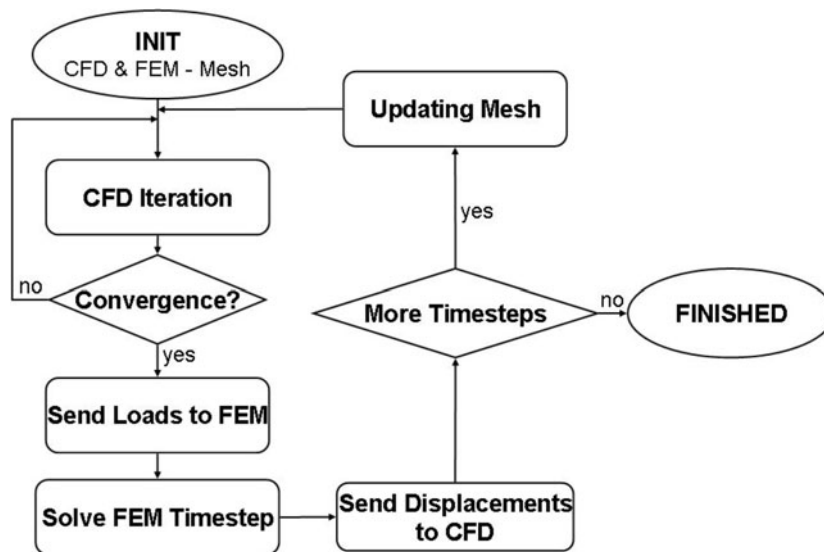 INIT
CFD & FEM - Mesh
Updating Mesh
CFD Iteration
yes
no
Convergence?
More Timesteps
no
FINISHED
yes
Send Loads to FEM
Solve FEM Timestep
Send Displacements
to CFD